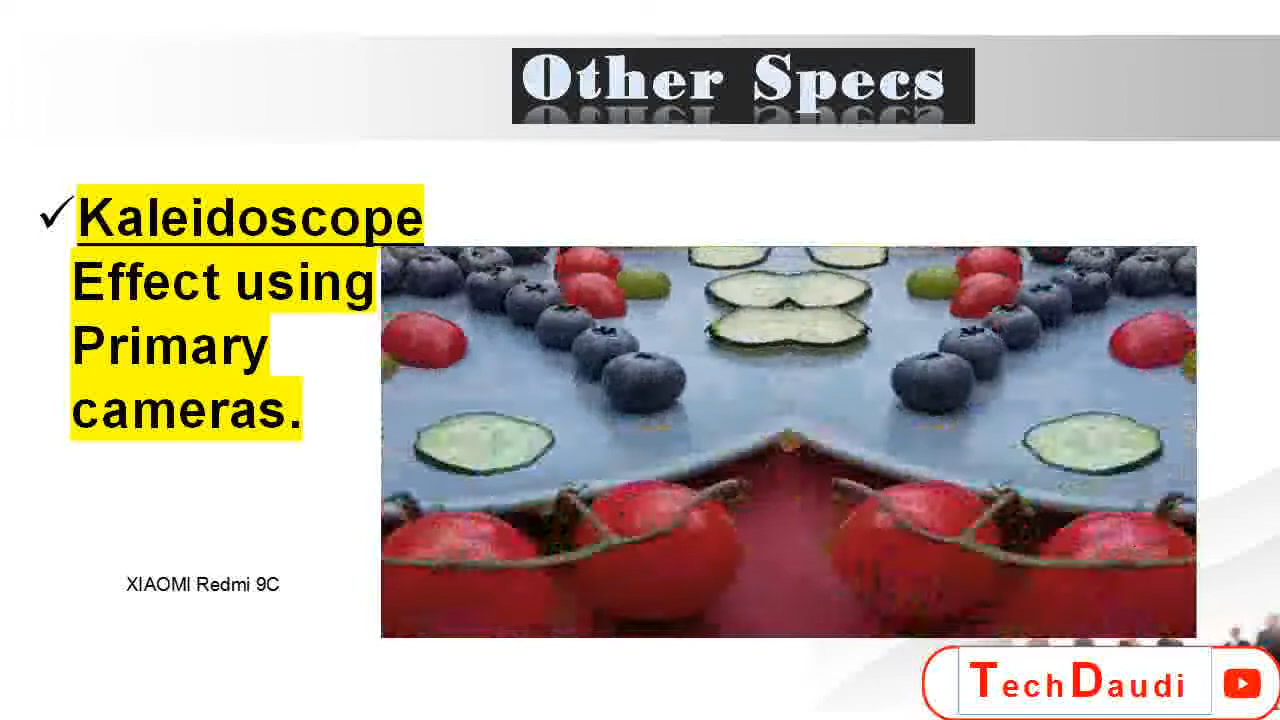 Other Specs
✓Kaleidoscope
Effect using
Primary
cameras.
XIAOMI Redmi 9C
TechDaudi